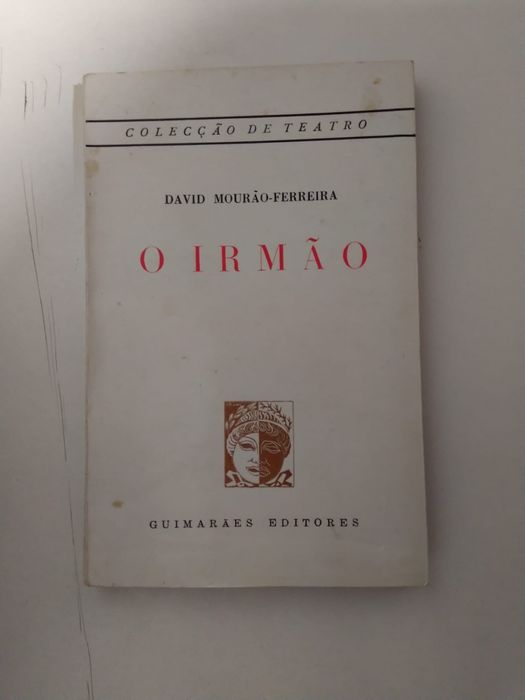 COLECÇÃO DE TEATRO
DAVID MOURÃO-FERREIRA
O IRMÃO
GUIMARÃES EDITORES